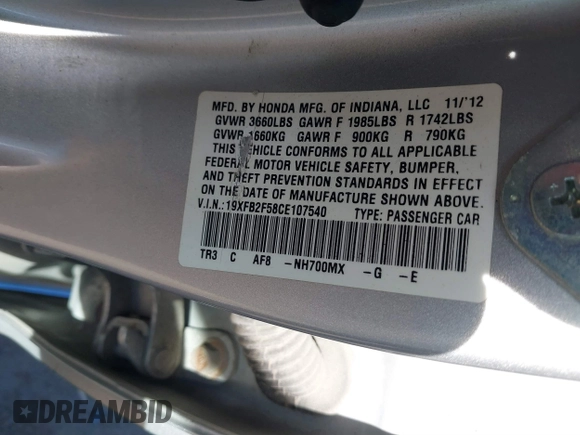 MFD. BY HONDA MFG. OF INDIANA, LLC 11/'12
GVWR 3660LBS GAWR F 1985LBS R 1742LBS
GVWR 1660KG GAWR F 900KG R 790KG
THIS VEHICLE CONFORMS TO ALL APPLICABLE
FEDERAL MOTOR VEHICLE SAFETY, BUMPER,
AND THEFT PREVENTION STANDARDS IN EFFECT
ON THE DATE OF MANUFACTURE SHOWN ABOVE.
V.I.N.: 19XFB2F58CE107540 TYPE: PASSENGER CAR
TR3 C AF8 -NH700MX -G -E
DREAMBID